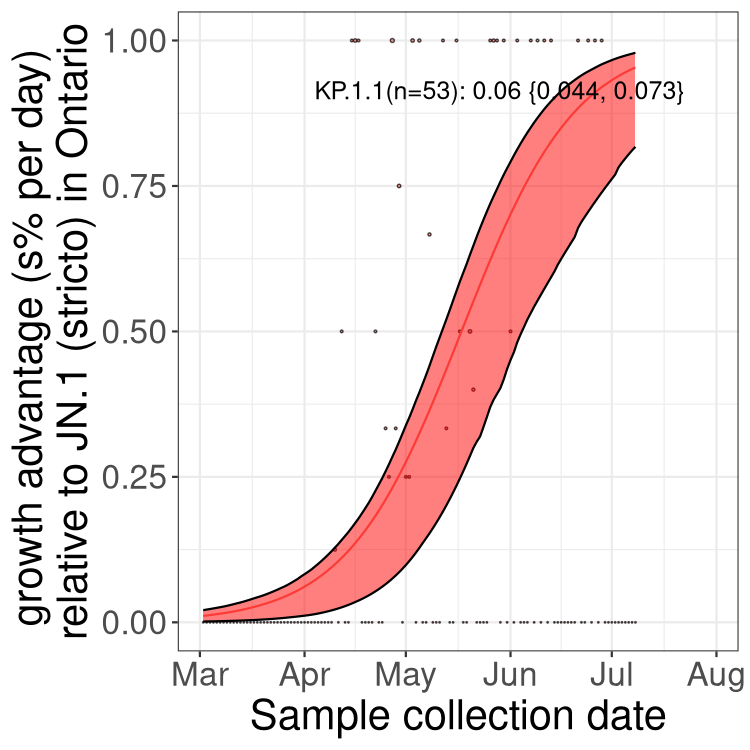 growth advantage (s% per day)
relative to JN.1 (stricto) in Ontario
1.00
0.75
0.50
0.25
0.00
KP.1.1(n=53): 0.06 {0.044, 0.073}
Mar Apr May Jun Jul Aug
Sample collection date